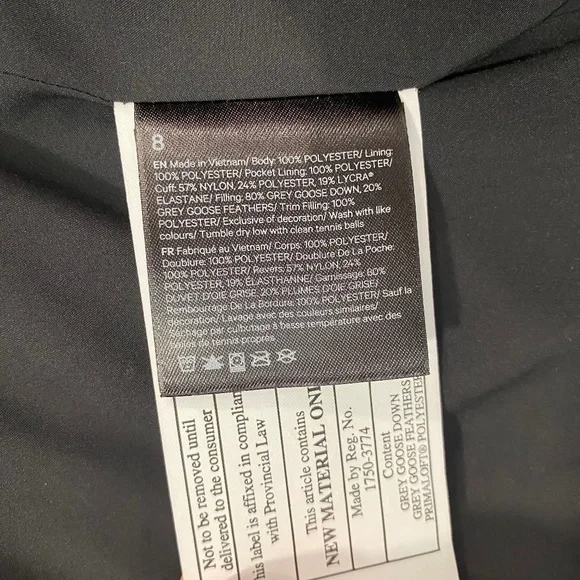 8
EN Made in Vietnam/ Body: 100% POLYESTER/ Lining:
100% POLYESTER/ Pocket Lining: 100% POLYESTER/
Cuff: 57% NYLON, 24% POLYESTER, 19% LYCRA®
ELASTANE/ Filling: 80% GREY GOOSE DOWN, 20%
GREY GOOSE FEATHERS/ Trim Filling: 100%
POLYESTER/ Exclusive of decoration/ Wash with like
colours/ Tumble dry low with clean tennis balls
FR Fabriqué au Vietnam/ Corps: 100% POLYESTER/
Doublure: 100% POLYESTER/ Doublure De La Poche:
100% POLYESTER/ Revers: 57% NYLON, 24%
POLYESTER, 19% ÉLASTHANNE/ Garnissage: 80%
DUVET D'OIE GRISE, 20% PLUMES D'OIE GRISE/
Rembourrage De La Bordure: 100% POLYESTER/ Sauf la
décoration/ Lavage avec des couleurs similaires/
Séchage par culbutage à basse température avec des
balles de tennis propres
Not to be removed until
delivered to the consumer
his label is affixed in complian
with Provincial Law
This article contains
NEW MATERIAL ONL
Made by Reg. No.
1750-3774
Content
GREY GOOSE DOWN
GREY GOOSE FEATHERS
PRIMALOFT® POLYESTE